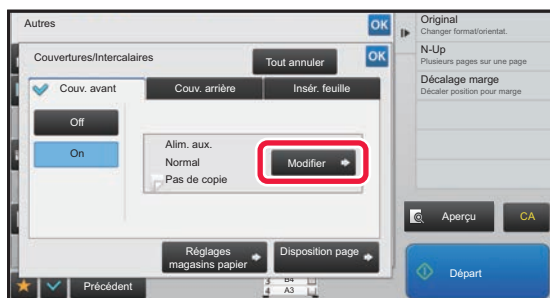 Autres
OK
Couvertures/Intercalaires
Tout annuler
OK
Couv. avant
Couv. arrière
Insér. feuille
Off
On
Alim. aux.
Normal
Pas de copie
Modifier
Réglages
magasins papier
Disposition page
Précédent
3 B4
4 A3
Original
Changer format/orientat.
N-Up
Plusieurs pages sur une page
Décalage marge
Décaler position pour marge
Aperçu
CA
Départ